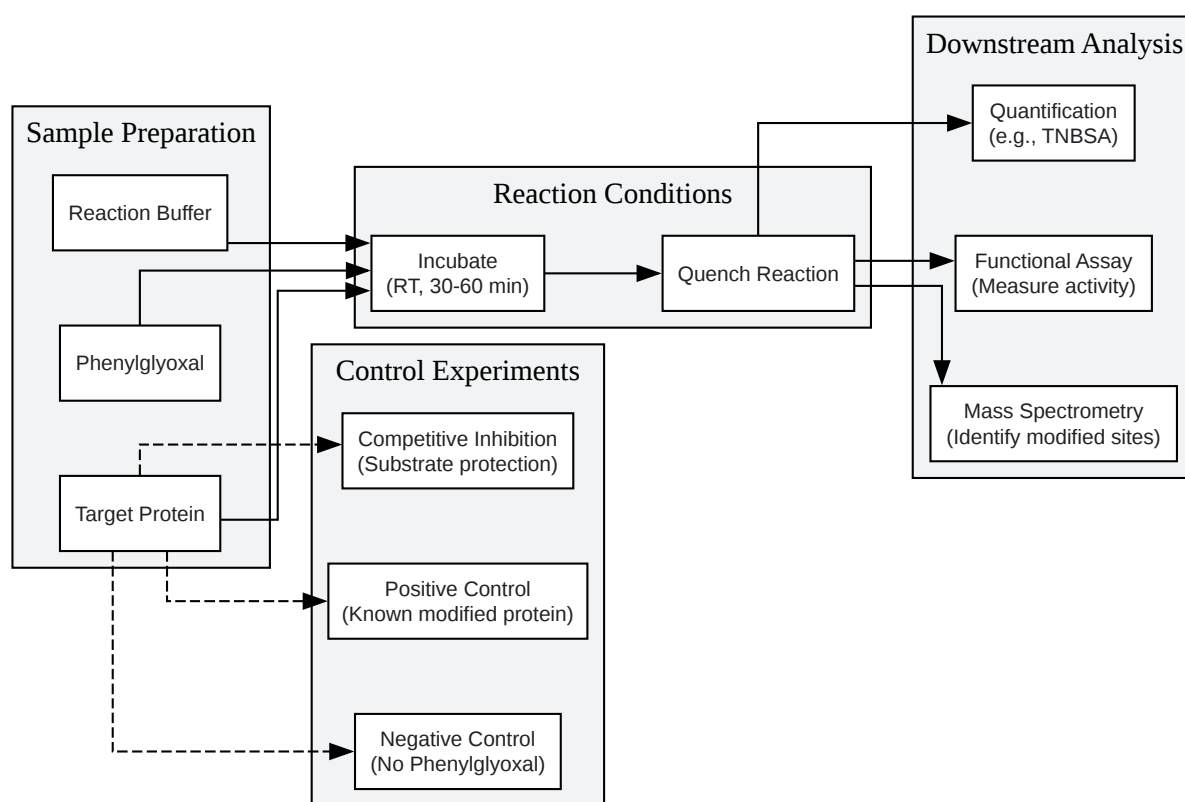 Sample Preparation
Reaction Buffer
Phenylglyoxal
Target Protein
Reaction Conditions
Incubate
(RT, 30-60 min)
Quench Reaction
Control Experiments
Competitive Inhibition
(Substrate protection)
Positive Control
(Known modified protein)
Negative Control
(No Phenylglyoxal)
Downstream Analysis
Quantification
(e.g., TNBSA)
Functional Assay
(Measure activity)
Mass Spectrometry
(Identify modified sites)